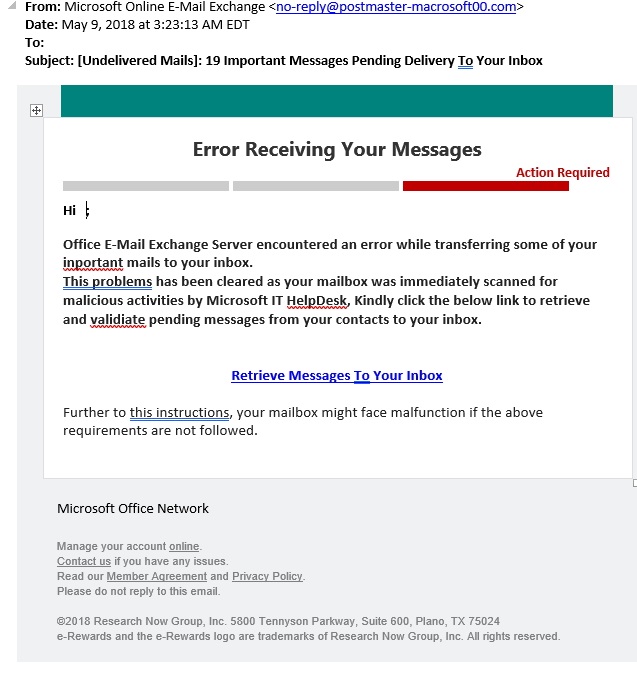 From: Microsoft Online E-Mail Exchange <no-reply@postmaster-macrosoft00.com>
Date: May 9, 2018 at 3:23:13 AM EDT
To:
Subject: [Undelivered Mails]: 19 Important Messages Pending Delivery To Your Inbox
Error Receiving Your Messages
Action Required
Hi ;
Office E-Mail Exchange Server encountered an error while transferring some of your
inportant mails to your inbox.
This problems has been cleared as your mailbox was immediately scanned for
malicious activities by Microsoft IT HelpDesk, Kindly click the below link to retrieve
and validiate pending messages from your contacts to your inbox.
Retrieve Messages To Your Inbox
Further to this instructions, your mailbox might face malfunction if the above
requirements are not followed.
Microsoft Office Network
Manage your account online.
Contact us if you have any issues.
Read our Member Agreement and Privacy Policy.
Please do not reply to this email.
©2018 Research Now Group, Inc. 5800 Tennyson Parkway, Suite 600, Plano, TX 75024
e-Rewards and the e-Rewards logo are trademarks of Research Now Group, Inc. All rights reserved.